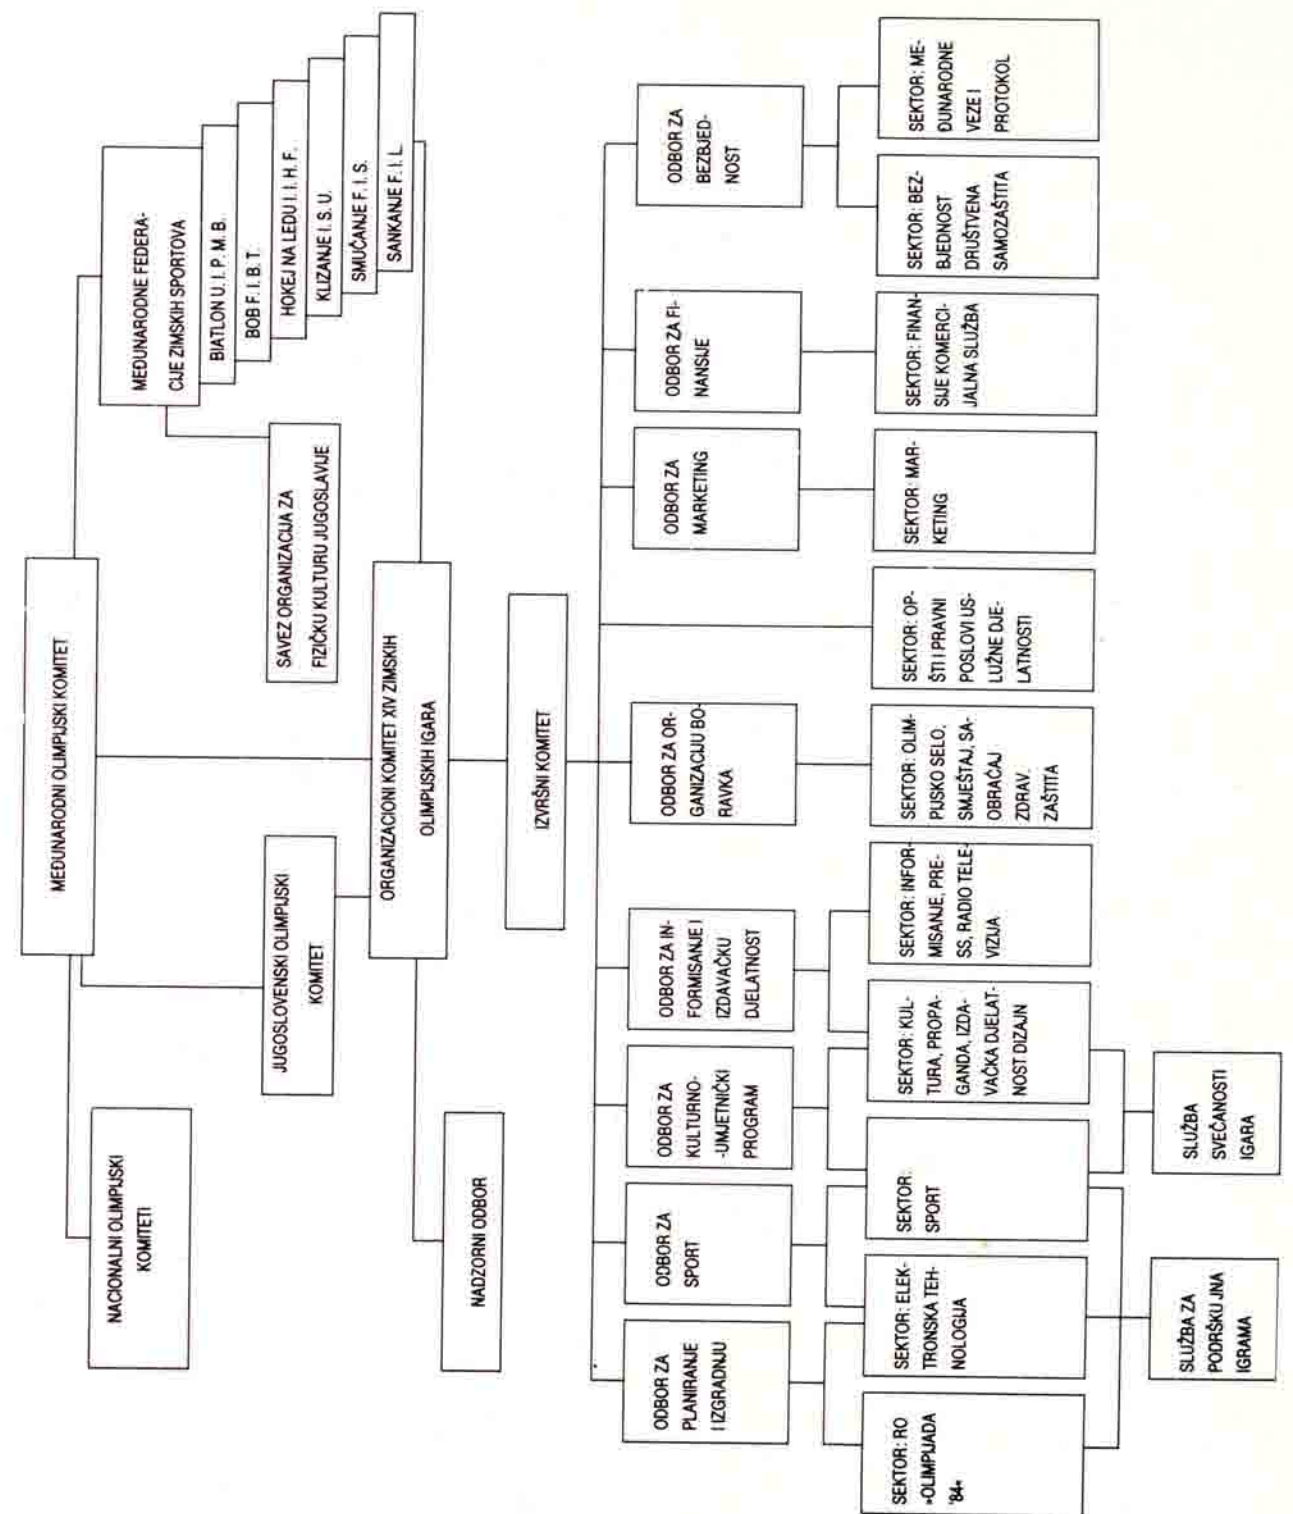 MEĐUNARODNI OLIMPIJSKI KOMITET
NACIONALNI OLIMPIJSKI
KOMITETI
JUGOSLOVENSKI OLIMPIJSKI
KOMITET
SAVEZ ORGANIZACIJA ZA
FIZIČKU KULTURU JUGOSLAVIJE
MEĐUNARODNE FEDERA-
CIJE ZIMSKIH SPORTOVA
BIATLON U. I. P. M. B.
BOB F. I. B. T.
HOKEJ NA LEDU I. I. H. F.
KLIZANJE I. S. U.
SMUČANJE F. I. S.
SANKANJE F. I. L.
ORGANIZACIONI KOMITET XIV ZIMSKIH
OLIMPIJSKIH IGARA
NADZORNI ODBOR
IZVRŠNI KOMITET
ODBOR ZA
PLANIRANJE
I IZGRADNJU
ODBOR ZA
SPORT
ODBOR ZA
KULTURNO-
-UMJETNIČKI
PROGRAM
ODBOR ZA IN-
FORMISANJE I
IZDAVAČKU
DJELATNOST
ODBOR ZA OR-
GANIZACIJU BO-
RAVKA
ODBOR ZA
MARKETING
ODBOR ZA FI-
NANSIJE
ODBOR ZA
BEZBJED-
NOST
SEKTOR: RO
»OLIMPIJADA
'84«
SEKTOR: ELEK-
TRONSKA TEH-
NOLOGIJA
SEKTOR:
SPORT
SEKTOR: KUL-
TURA, PROPA-
GANDA, IZDA-
VAČKA DJELAT-
NOST DIZAJN
SEKTOR: INFOR-
MISANJE, PRE-
SS, RADIO TELE-
VIZIJA
SEKTOR: OLIM-
PIJSKO SELO,
SMJEŠTAJ, SA-
OBRAĆAJ
ZDRAV.
ZAŠTITA
SEKTOR: OP-
ŠTI I PRAVNI
POSLOVI US-
LUŽNE DJE-
LATNOSTI
SEKTOR: MAR-
KETING
SEKTOR: FINAN-
SIJE KOMERCI-
JALNA SLUŽBA
SEKTOR: BEZ-
BJEDNOST
DRUŠTVENA
SAMOZAŠTITA
SEKTOR: ME-
ĐUNARODNE
VEZE I
PROTOKOL
SLUŽBA ZA
PODRŠKU JNA
IGRAMA
SLUŽBA
SVEČANOSTI
IGARA